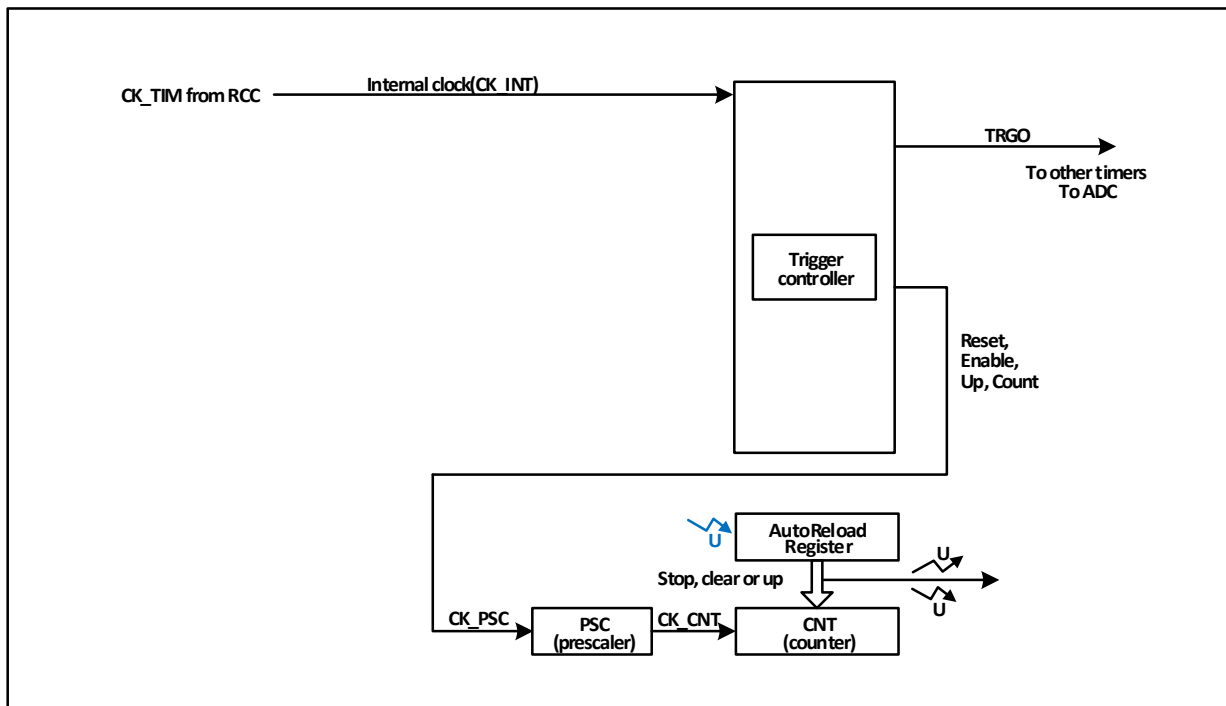 CK_TIM from RCC
Internal clock(CK_INT)
TRGO
To other timers
To ADC
Trigger
controller
Reset,
Enable,
Up, Count
U
AutoReload
Register
Stop, clear or up
U
U
CK_PSC
PSC
(prescaler)
CK_CNT
CNT
(counter)